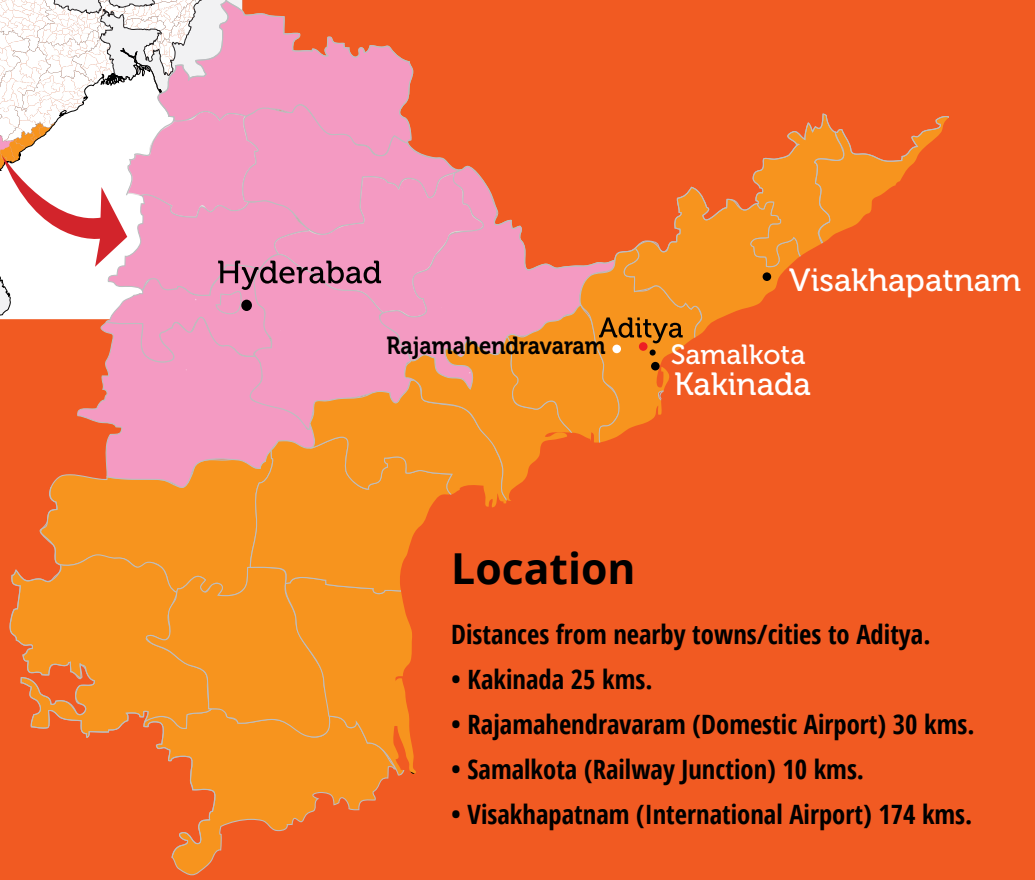 Hyderabad
Visakhapatnam
Aditya
Rajamahendravaram
Samalkota
Kakinada
Location
Distances from nearby towns/cities to Aditya.
• Kakinada 25 kms.
• Rajamahendravaram (Domestic Airport) 30 kms.
• Samalkota (Railway Junction) 10 kms.
• Visakhapatnam (International Airport) 174 kms.